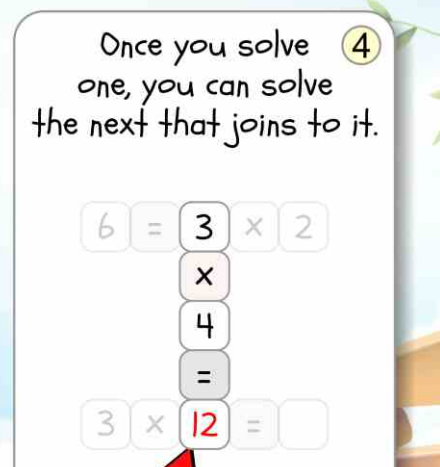 Once you solve 4
one, you can solve
the next that joins to it.
6 = 3 × 2
×
4
=
3 × 12 =